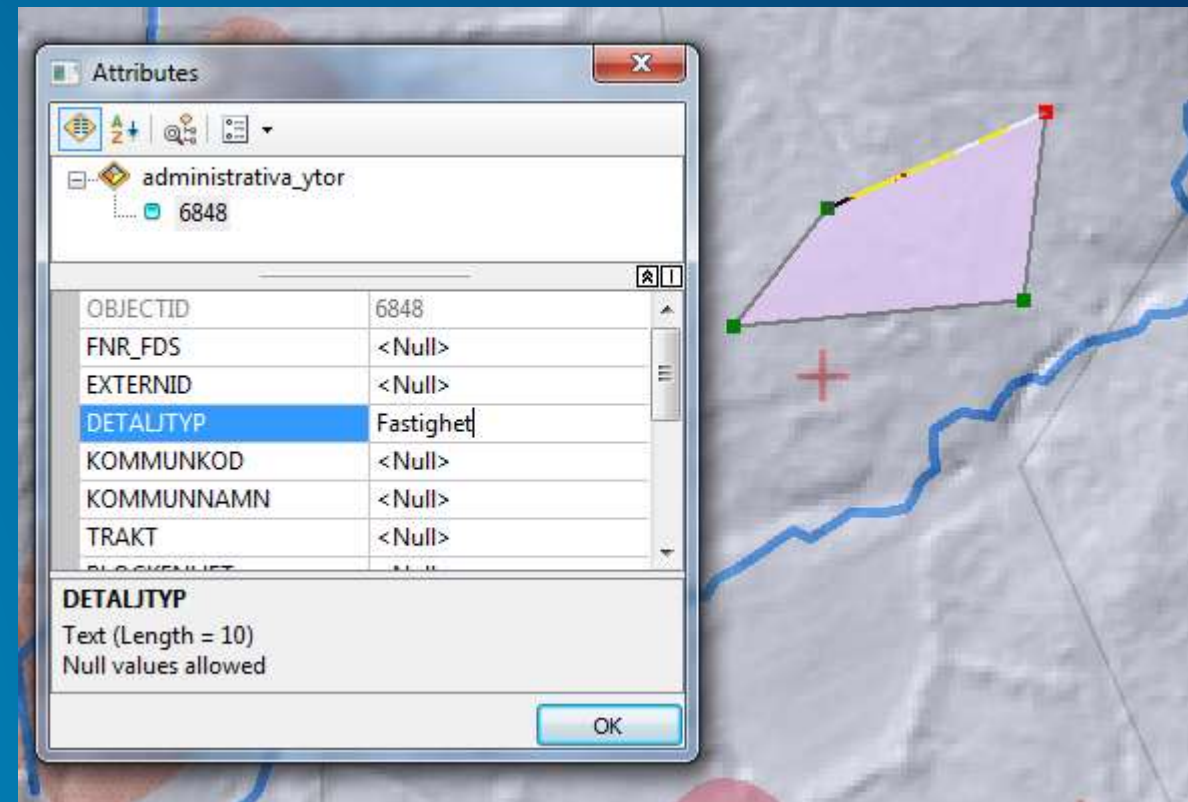 Attributes
administrativa_ytor
6848
OBJECTID 6848
FNR_FDS <Null>
EXTERNID <Null>
DETALJTYP Fastighet
KOMMUNKOD <Null>
KOMMUNNAMN <Null>
TRAKT <Null>
DETALJTYP
Text (Length = 10)
Null values allowed
OK